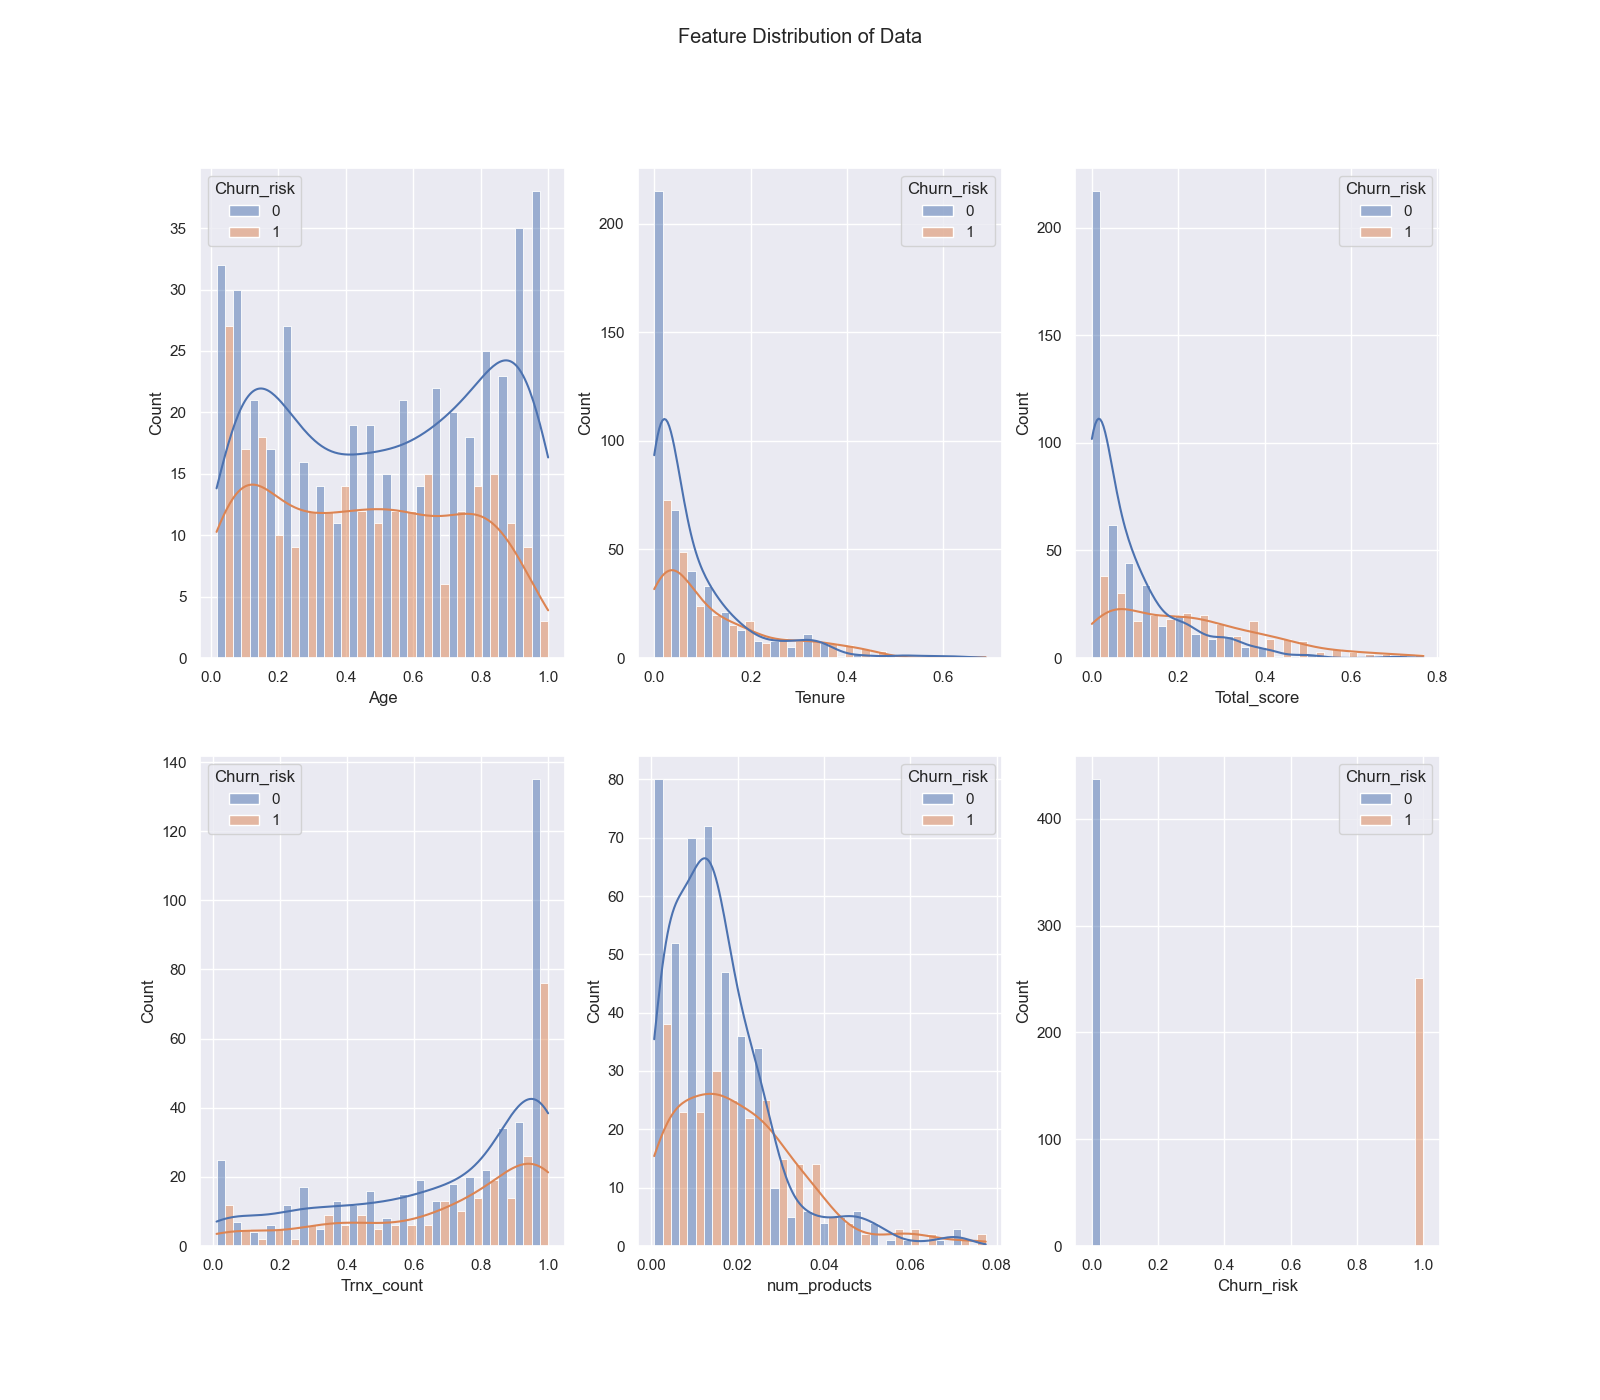 Feature Distribution of Data
Churn_risk
0
1
35
30
25
20
15
10
5
0
Count
0.0 0.2 0.4 0.6 0.8 1.0
Age
Churn_risk
0
1
200
150
100
50
0
Count
0.0 0.2 0.4 0.6
Tenure
Churn_risk
0
1
200
150
100
50
0
Count
0.0 0.2 0.4 0.6 0.8
Total_score
Churn_risk
0
1
140
120
100
80
60
40
20
0
Count
0.0 0.2 0.4 0.6 0.8 1.0
Trnx_count
Churn_risk
0
1
80
70
60
50
40
30
20
10
0
Count
0.00 0.02 0.04 0.06 0.08
num_products
Churn_risk
0
1
400
300
200
100
0
Count
0.0 0.2 0.4 0.6 0.8 1.0
Churn_risk